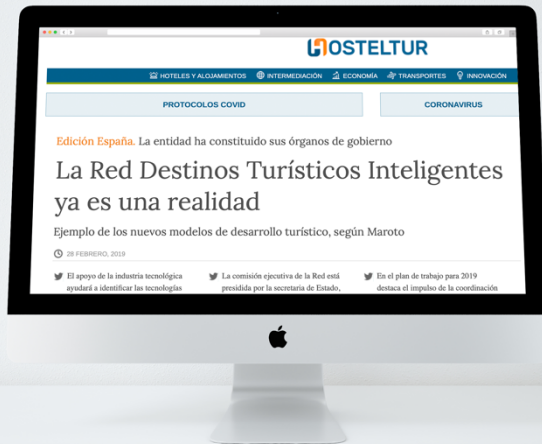 HOSTELTUR
HOTELES Y ALOJAMIENTOS INTERMEDIACIÓN ECONOMÍA TRANSPORTES INNOVACIÓN
PROTOCOLOS COVID CORONAVIRUS
Edición España. La entidad ha constituido sus órganos de gobierno
La Red Destinos Turísticos Inteligentes
ya es una realidad
Ejemplo de los nuevos modelos de desarrollo turístico, según Maroto
28 FEBRERO, 2019
El apoyo de la industria tecnológica La comisión ejecutiva de la Red está En el plan de trabajo para 2019
ayudará a identificar las tecnologías presidida por la secretaria de Estado, destaca el impulso de la coordinación